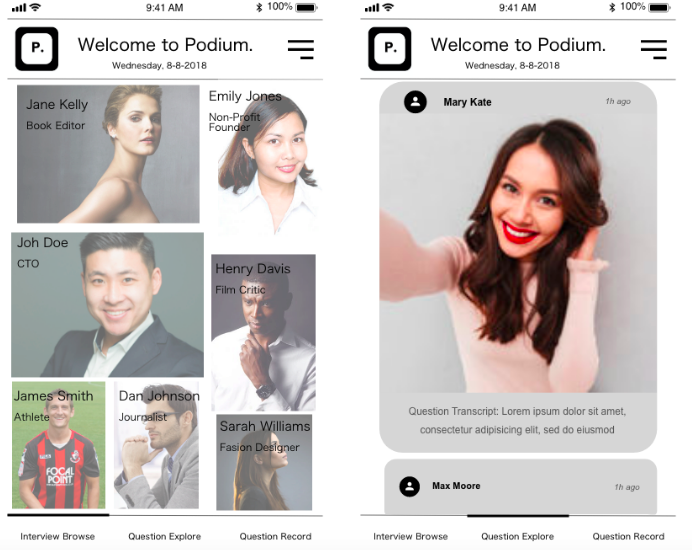 9:41 AM
100%
P.
Welcome to Podium.
Wednesday, 8-8-2018
Jane Kelly
Book Editor
Emily Jones
Non-Profit
Founder
Joh Doe
CTO
Henry Davis
Film Critic
James Smith
Athlete
FOCAL
POINT
Dan Johnson
Journalist
Sarah Williams
Fasion Designer
Interview Browse
Question Explore
Question Record
9:41 AM
100%
P.
Welcome to Podium.
Wednesday, 8-8-2018
Mary Kate
1h ago
Question Transcript: Lorem ipsum dolor sit amet,
consectetur adipisicing elit, sed do eiusmod
Max Moore
1h ago
Interview Browse
Question Explore
Question Record